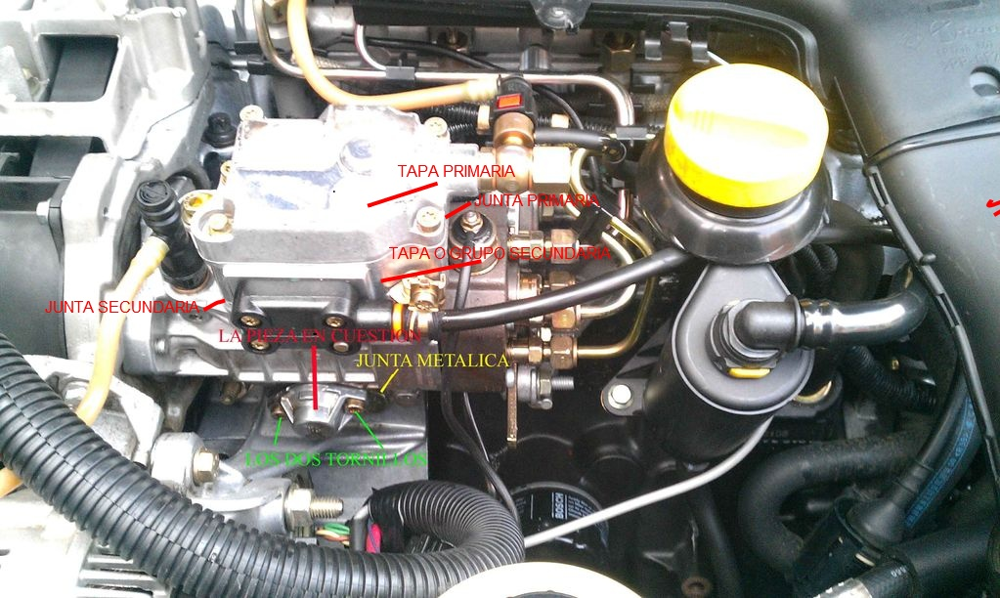 TAPA PRIMARIA
JUNTA PRIMARIA
TAPA O GRUPO SECUNDARIA
JUNTA SECUNDARIA
LA PIEZA EN CUESTION
JUNTA METALICA
LOS DOS TORNILLOS
BOSCH